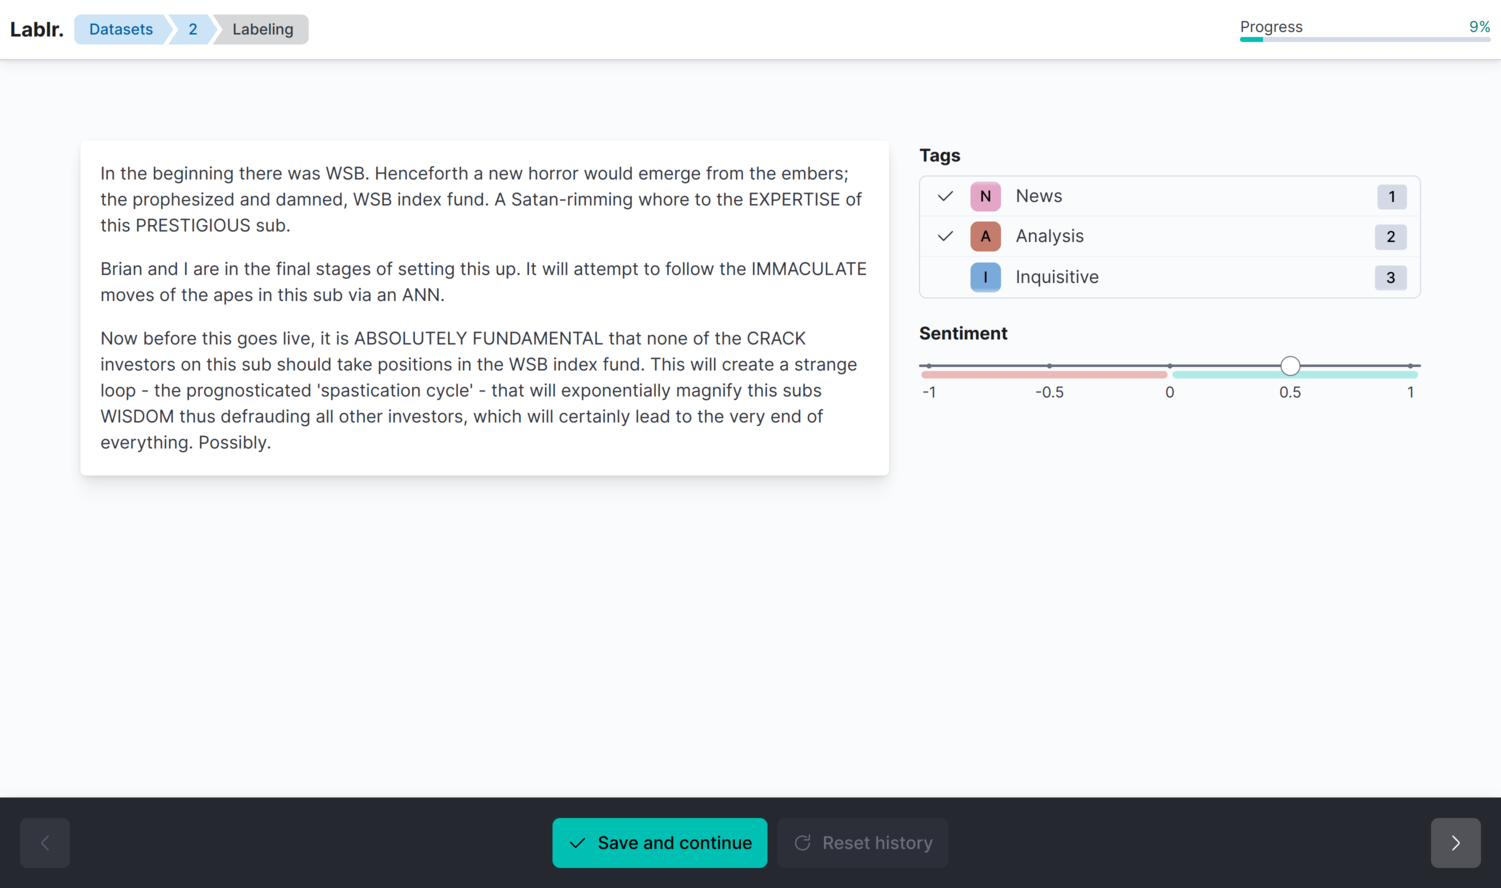 Lablr. Datasets 2 Labeling Progress 9%
In the beginning there was WSB. Henceforth a new horror would emerge from the embers;
the prophesized and damned, WSB index fund. A Satan-rimming whore to the EXPERTISE of
this PRESTIGIOUS sub.
Brian and I are in the final stages of setting this up. It will attempt to follow the IMMACULATE
moves of the apes in this sub via an ANN.
Now before this goes live, it is ABSOLUTELY FUNDAMENTAL that none of the CRACK
investors on this sub should take positions in the WSB index fund. This will create a strange
loop - the prognosticated 'spastication cycle' - that will exponentially magnify this subs
WISDOM thus defrauding all other investors, which will certainly lead to the very end of
everything. Possibly.
Tags
N News 1
A Analysis 2
I Inquisitive 3
Sentiment
-1 -0.5 0 0.5 1
Save and continue Reset history